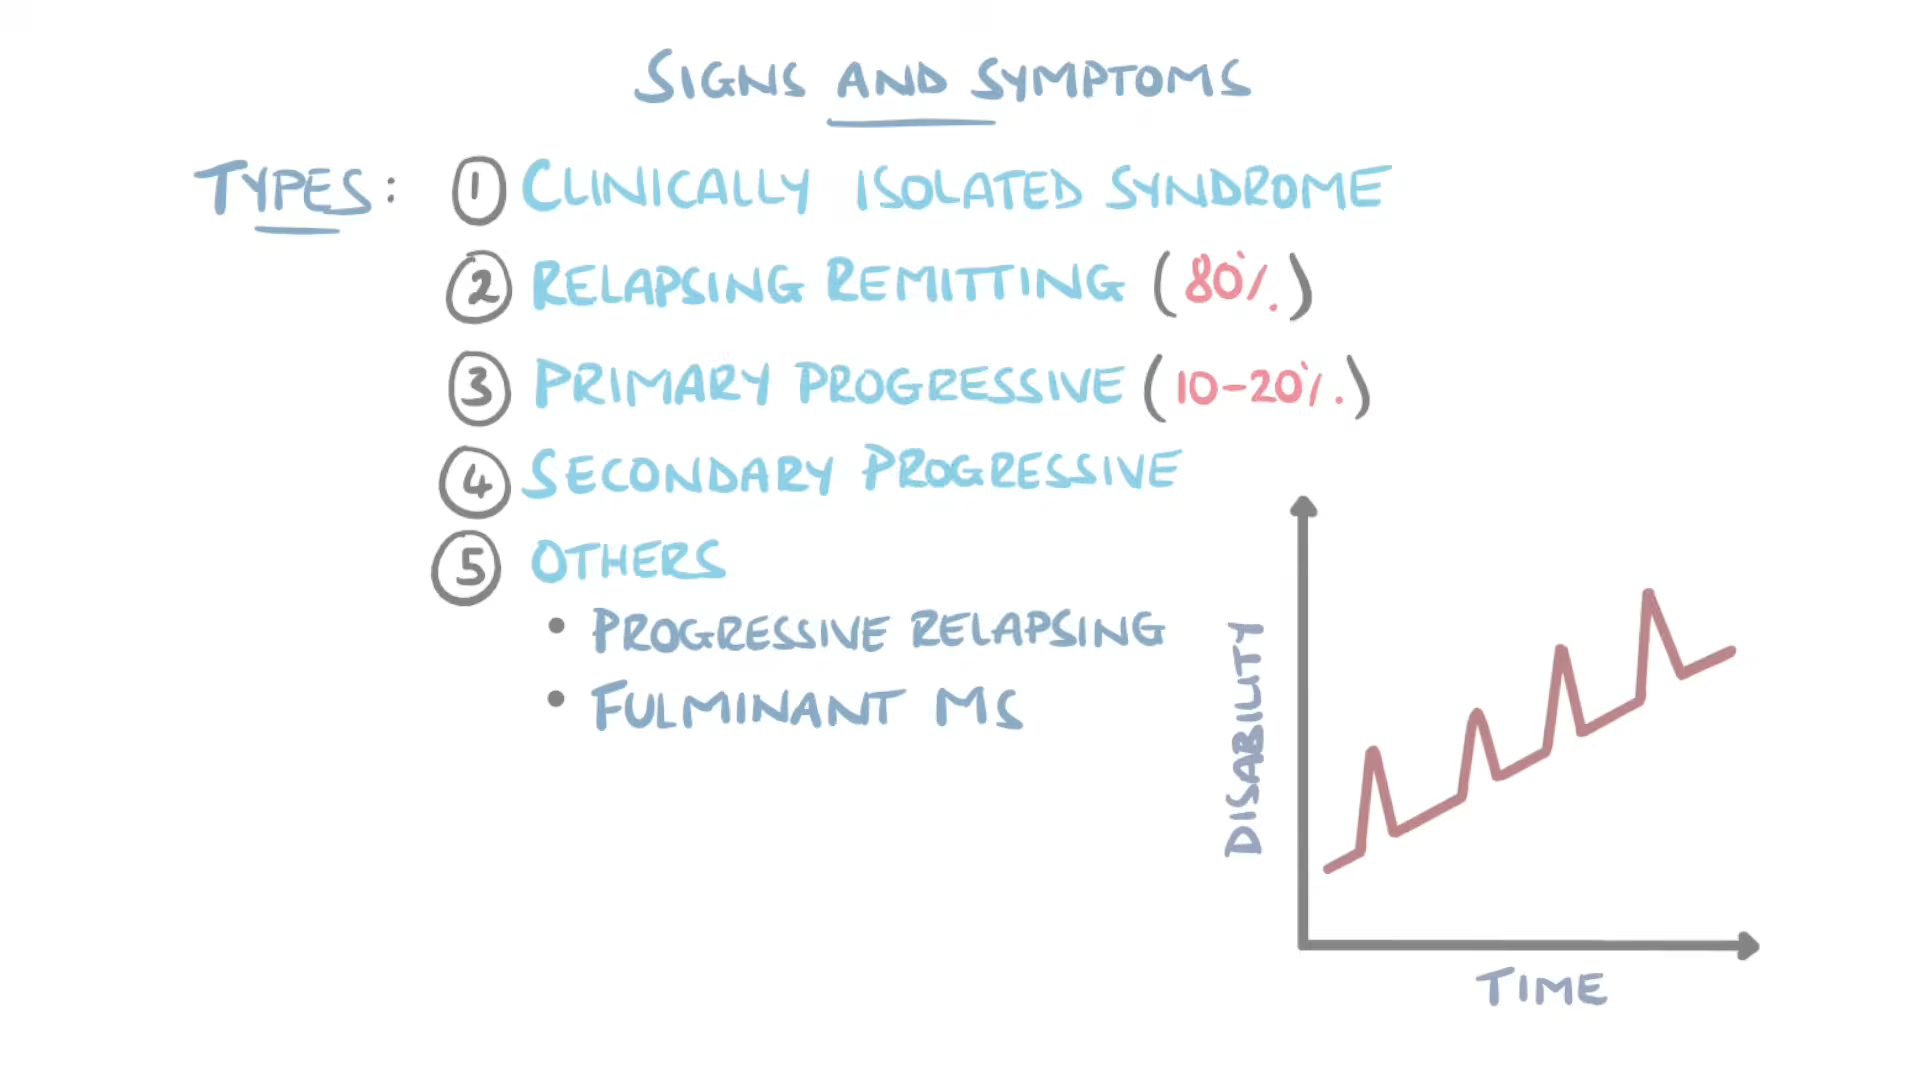 SIGNS AND SYMPTOMS
TYPES: 1 CLINICALLY ISOLATED SYNDROME
2 RELAPSING REMITTING (80%)
3 PRIMARY PROGRESSIVE (10-20%)
4 SECONDARY PROGRESSIVE
5 OTHERS
• PROGRESSIVE RELAPSING
• FULMINANT MS
DISABILITY
TIME